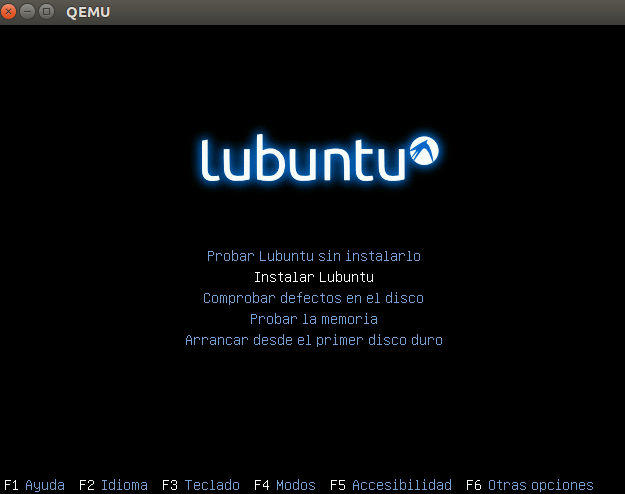 QEMU
lubuntu
Probar Lubuntu sin instalarlo
Instalar Lubuntu
Comprobar defectos en el disco
Probar la memoria
Arrancar desde el primer disco duro
F1 Ayuda F2 Idioma F3 Teclado F4 Modos F5 Accesibilidad F6 Otras opciones